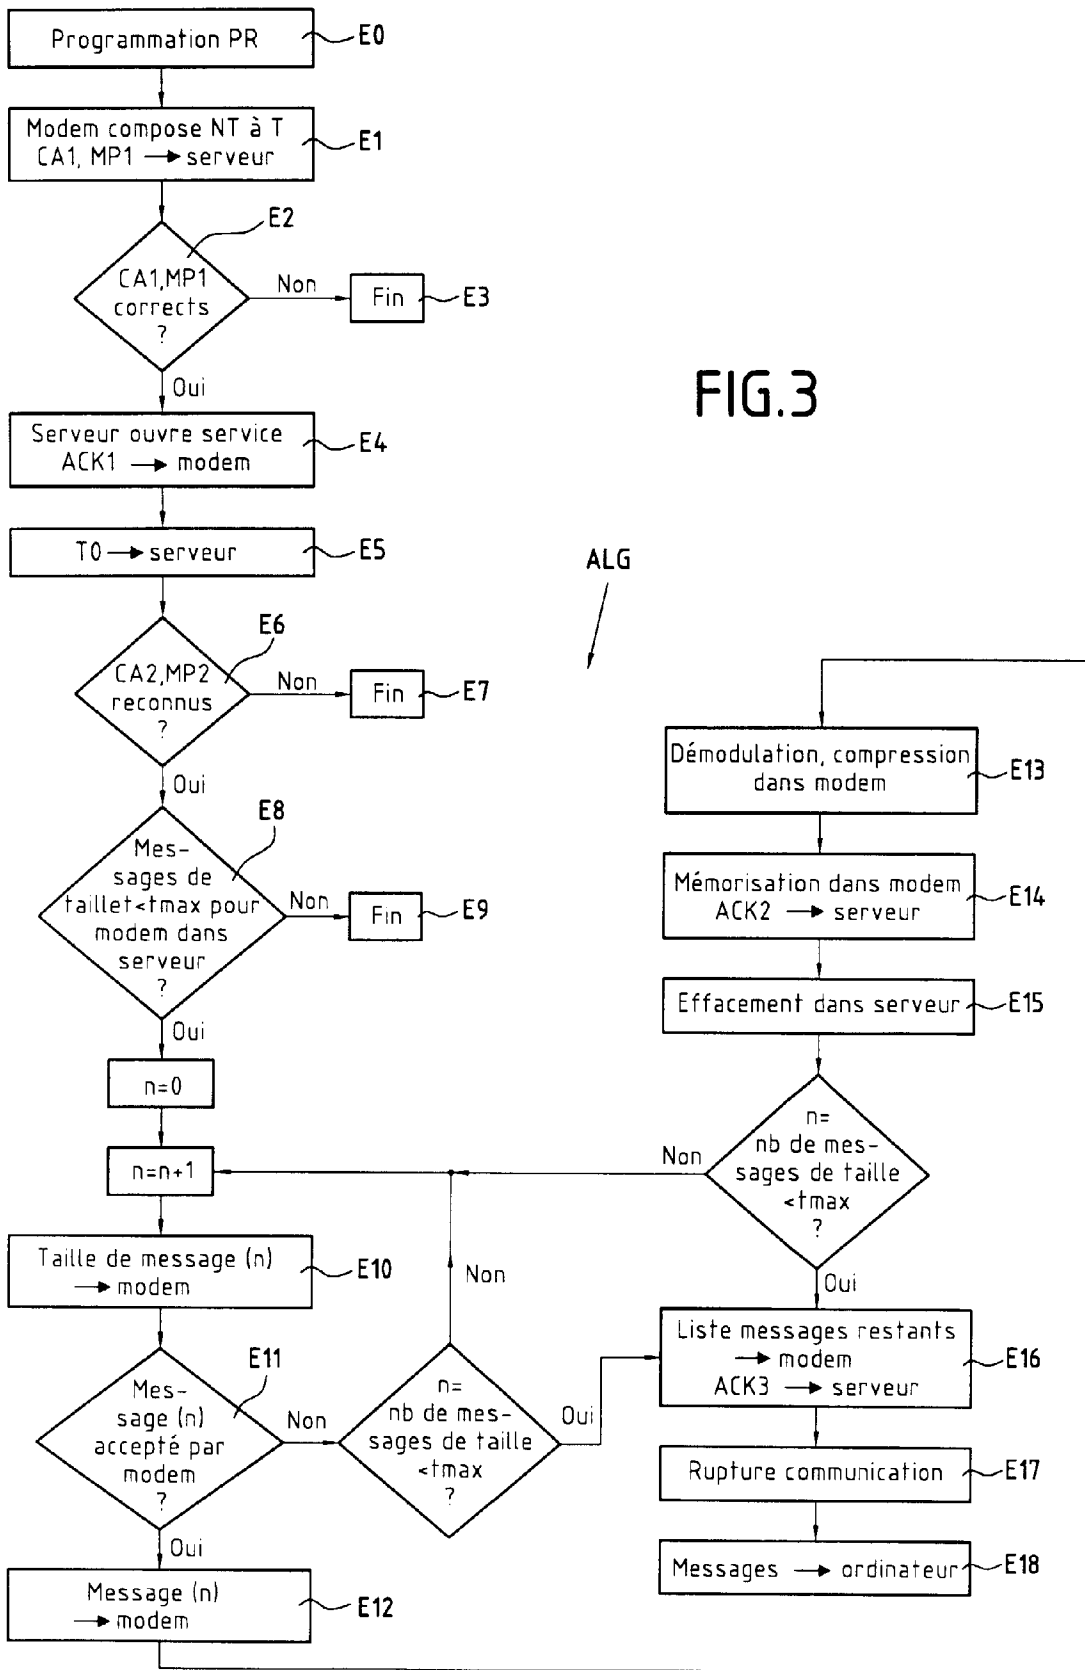 Programmation PR
E0
Modem compose NT à T
CA1, MP1 → serveur
E1
E2
CA1,MP1
corrects
?
Non
Fin
E3
Oui
Serveur ouvre service
ACK1 → modem
E4
T0 → serveur
E5
E6
CA2,MP2
reconnus
?
Non
Fin
E7
Oui
E8
Mes-
sages de
taillet<tmax pour
modem dans
serveur
?
Non
Fin
E9
Oui
n=0
n=n+1
Taille de message (n)
→ modem
E10
E11
Mes-
sage (n)
accepté par
modem
?
Non
Oui
Message (n)
→ modem
E12
n=
nb de mes-
sages de taille
<tmax
?
Non
Oui
FIG.3
ALG
Démodulation, compression
dans modem
E13
Mémorisation dans modem
ACK2 → serveur
E14
Effacement dans serveur
E15
n=
nb de mes-
sages de taille
<tmax
?
Non
Oui
Liste messages restants
→ modem
ACK3 → serveur
E16
Rupture communication
E17
Messages → ordinateur
E18